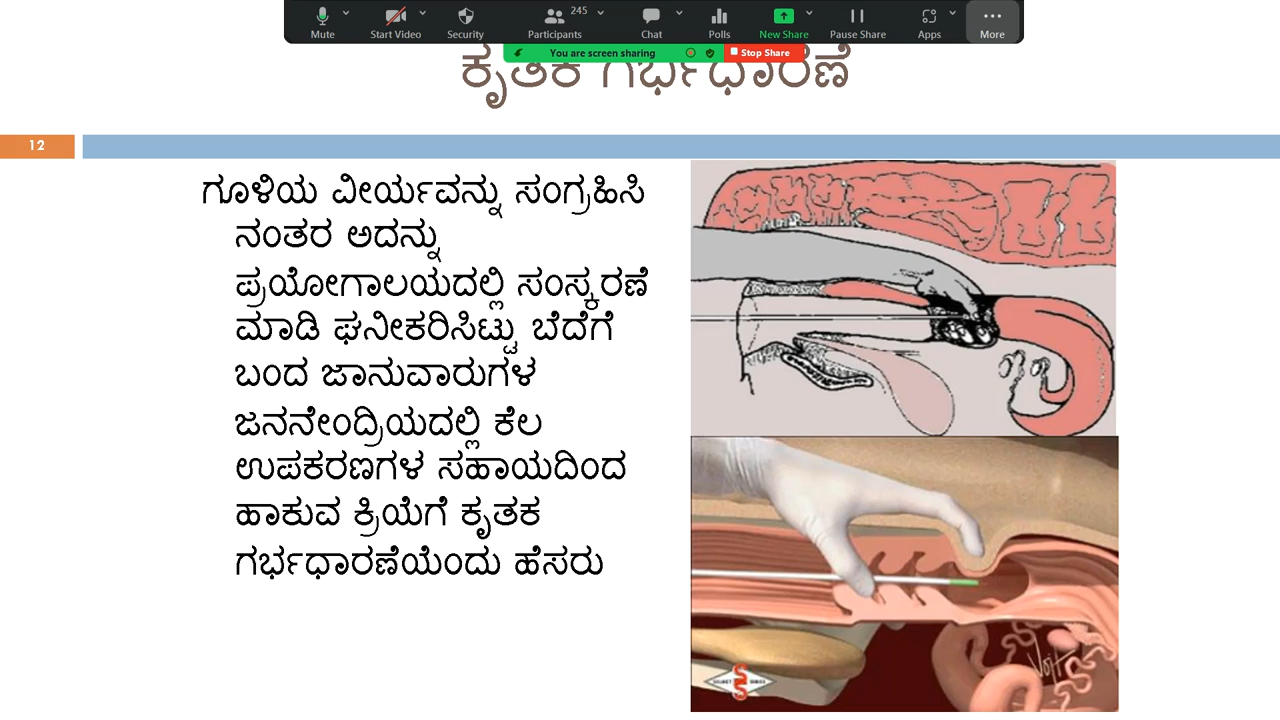 245
Mute
Start Video
Security
Participants
Chat
Polls
New Share
Pause Share
Apps
More
You are screen sharing
Stop Share
ಕೃತಕ ಗರ್ಭಧಾರಣೆ
12
ಗೂಳಿಯ ವೀರ್ಯವನ್ನು ಸಂಗ್ರಹಿಸಿ
ನಂತರ ಅದನ್ನು
ಪ್ರಯೋಗಾಲಯದಲ್ಲಿ ಸಂಸ್ಕರಣೆ
ಮಾಡಿ ಘನೀಕರಿಸಿಟ್ಟು ಬೆದೆಗೆ
ಬಂದ ಜಾನುವಾರುಗಳ
ಜನನೇಂದ್ರಿಯದಲ್ಲಿ ಕೆಲ
ಉಪಕರಣಗಳ ಸಹಾಯದಿಂದ
ಹಾಕುವ ಕ್ರಿಯೆಗೆ ಕೃತಕ
ಗರ್ಭಧಾರಣೆಯೆಂದು ಹೆಸರು